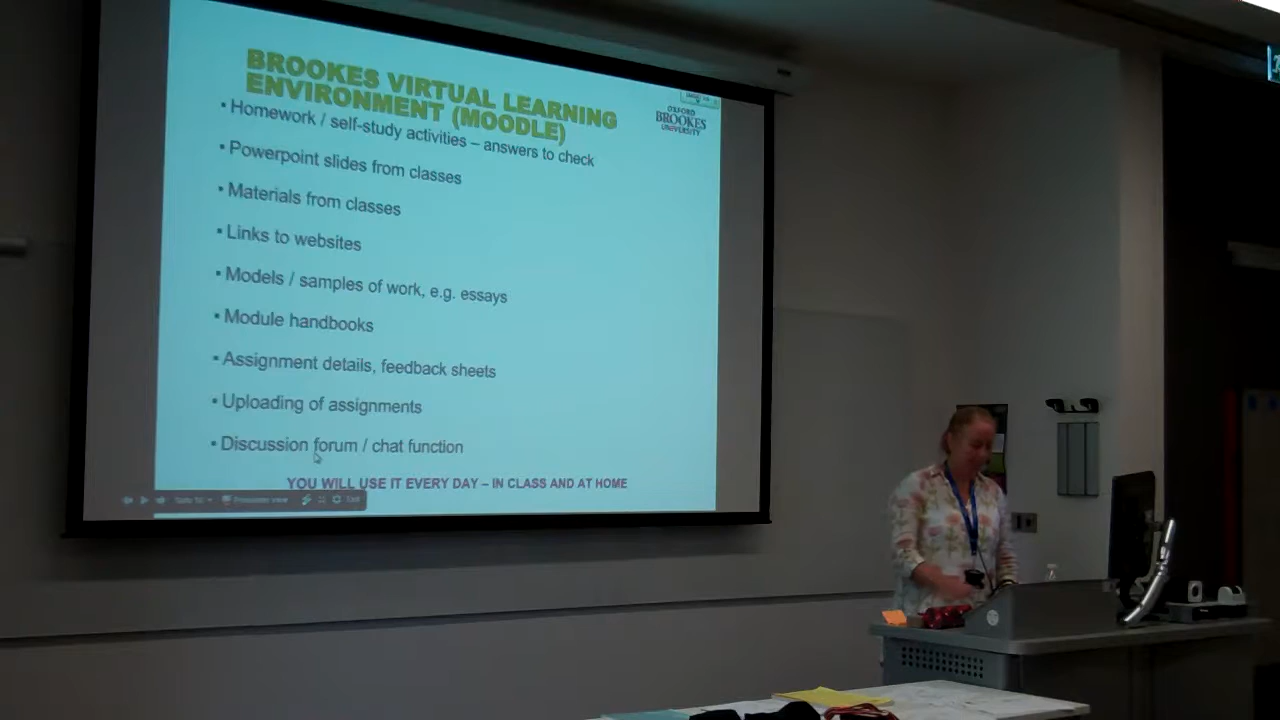 BROOKES VIRTUAL LEARNING
ENVIRONMENT (MOODLE)
OXFORD
BROOKES
UNIVERSITY
• Homework / self-study activities – answers to check
• Powerpoint slides from classes
• Materials from classes
• Links to websites
• Models / samples of work, e.g. essays
• Module handbooks
• Assignment details, feedback sheets
• Uploading of assignments
• Discussion forum / chat function
YOU WILL USE IT EVERY DAY – IN CLASS AND AT HOME
Exit